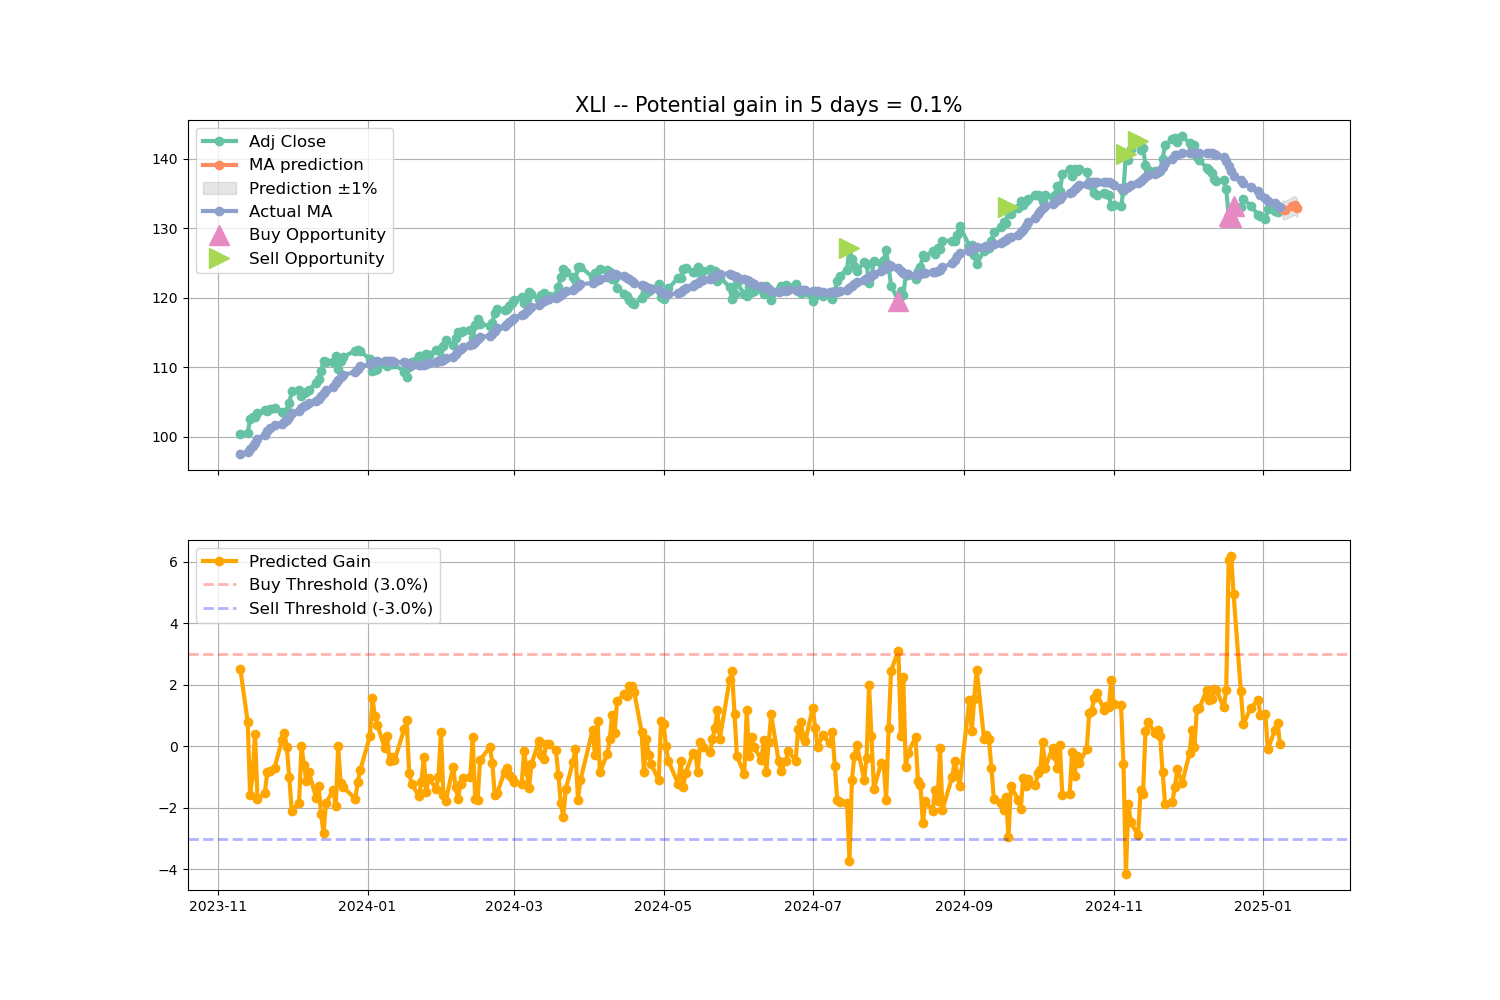 XLI -- Potential gain in 5 days = 0.1%
Adj Close
MA prediction
Prediction ±1%
Actual MA
Buy Opportunity
Sell Opportunity
140
130
120
110
100
Predicted Gain
Buy Threshold (3.0%)
Sell Threshold (-3.0%)
6
4
2
0
−2
−4
2023-11 2024-01 2024-03 2024-05 2024-07 2024-09 2024-11 2025-01